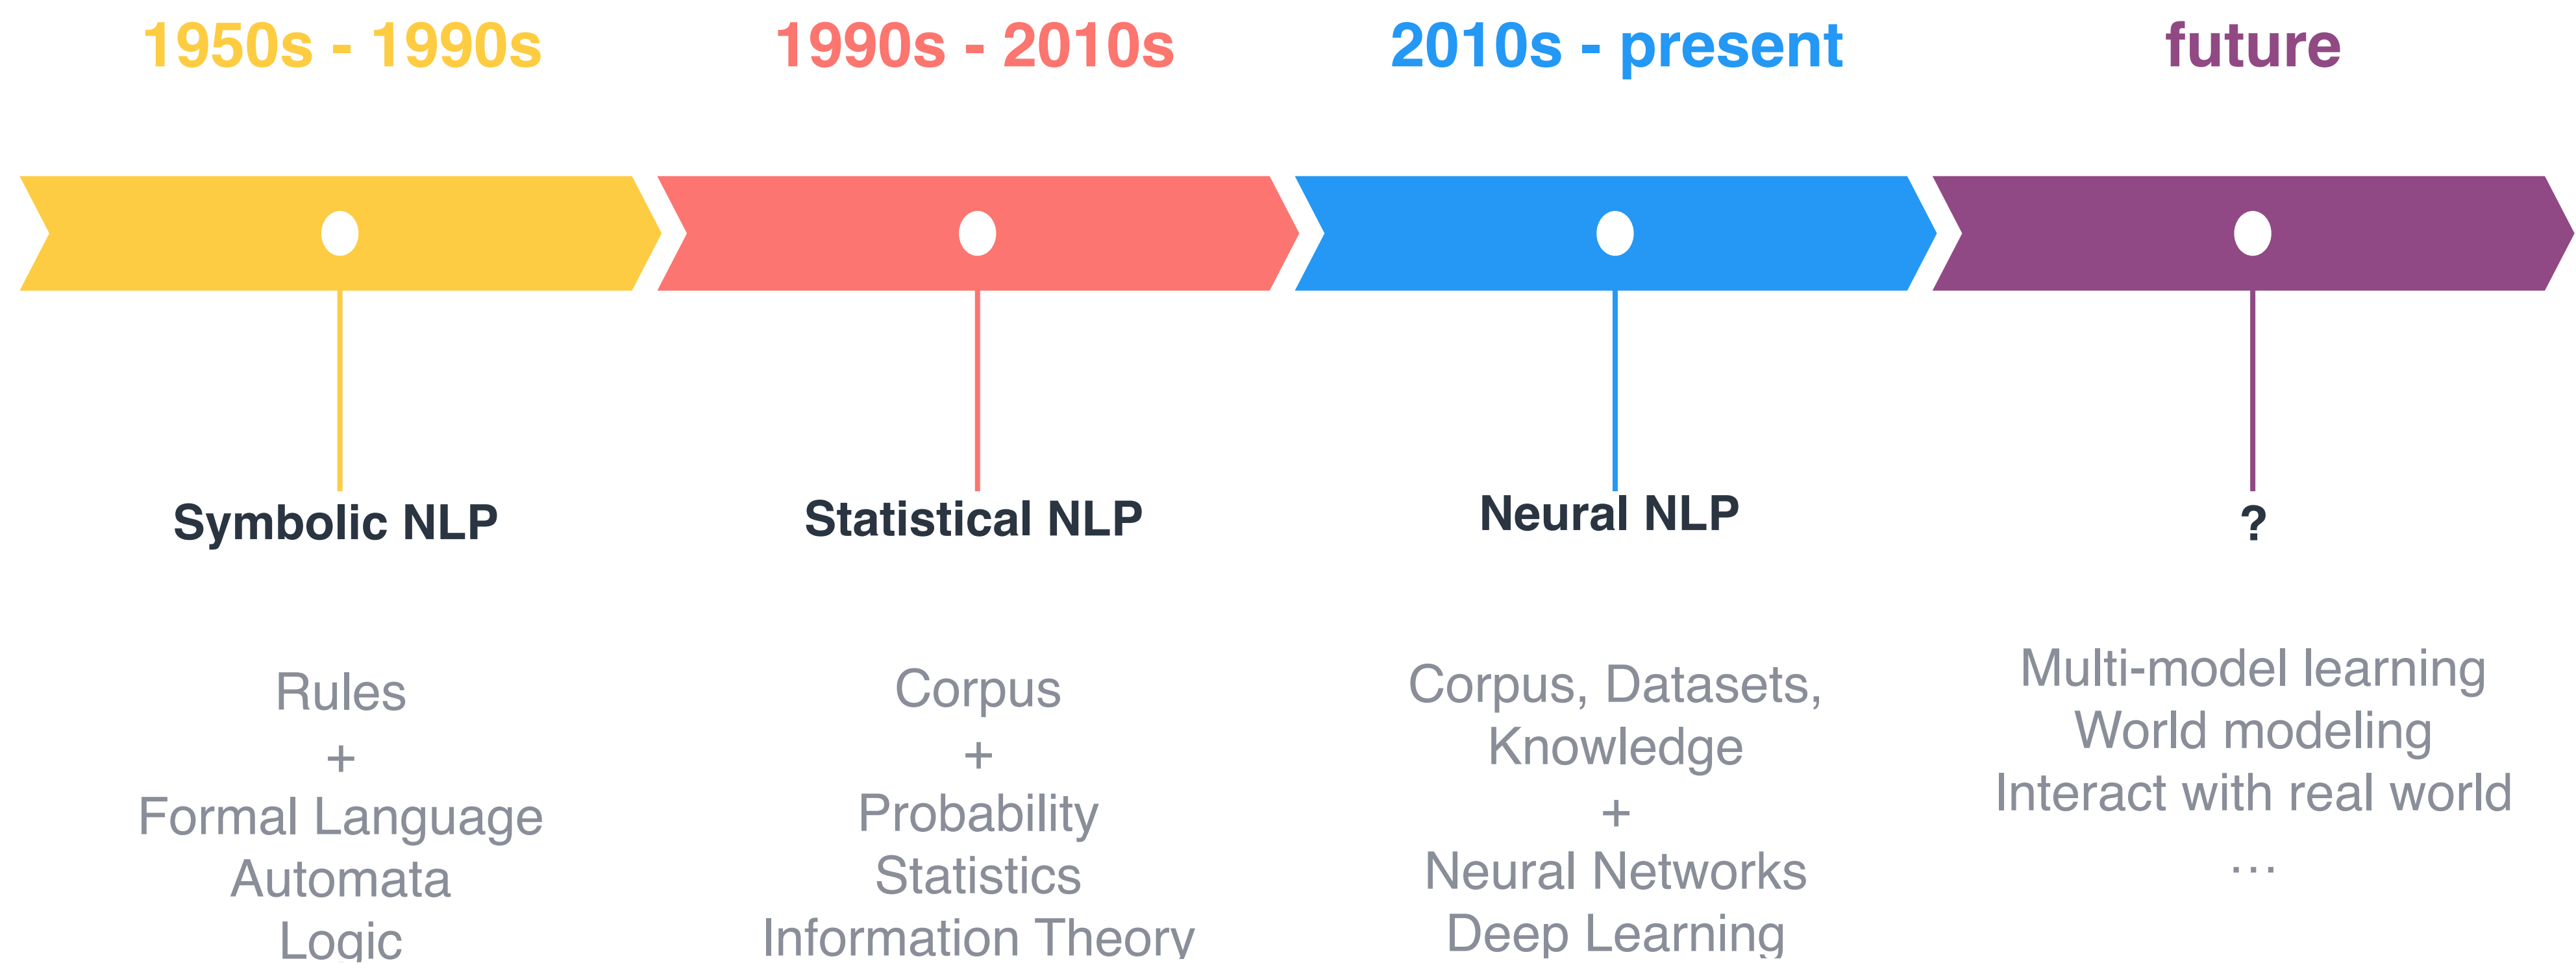 1950s - 1990s
1990s - 2010s
2010s - present
future
Symbolic NLP
Statistical NLP
Neural NLP
?
Rules
+
Formal Language
Automata
Logic
Corpus
+
Probability
Statistics
Information Theory
Corpus, Datasets,
Knowledge
+
Neural Networks
Deep Learning
Multi-model learning
World modeling
Interact with real world
…